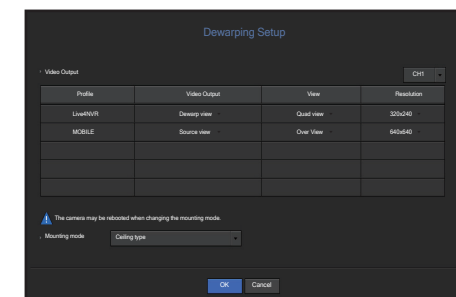 Dewarping Setup
Video Output
CH1
Profile Video Output View Resolution
Live4NVR Dewarp view Quad view 320x240
MOBILE Source view Over View 640x640
The camera may be rebooted when changing the mounting mode.
Mounting mode Ceiling type
OK Cancel